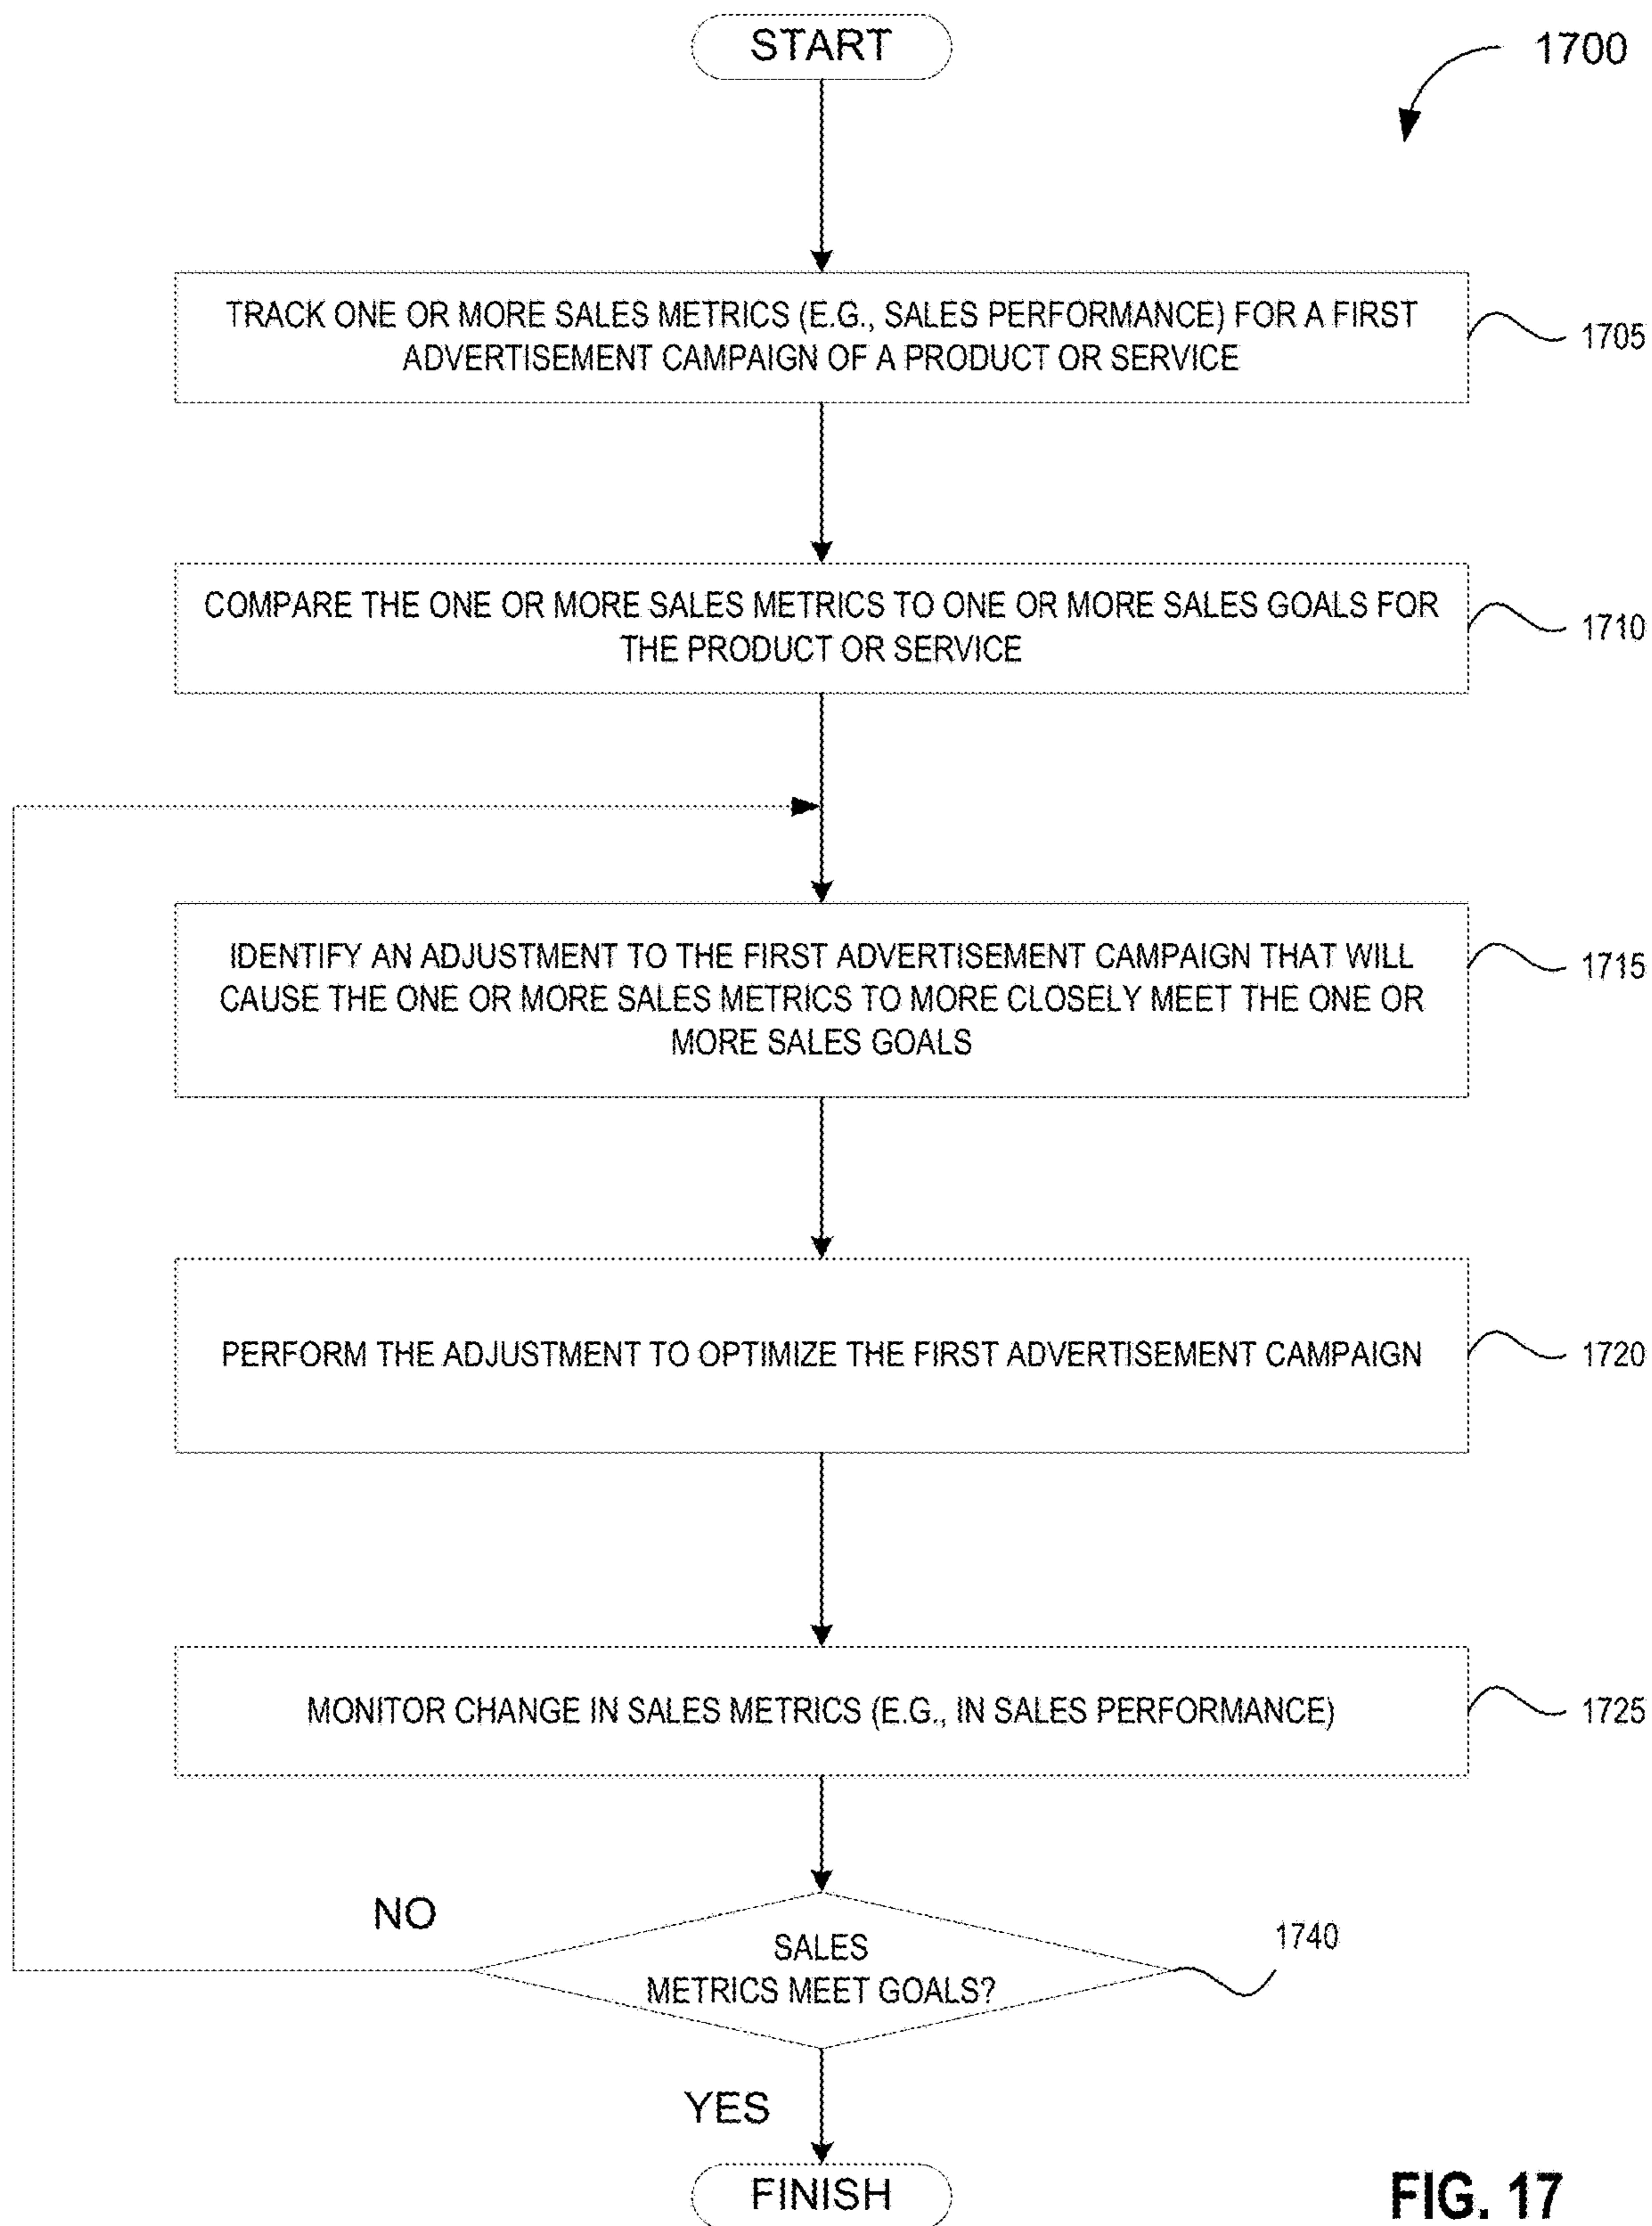 START
1700
TRACK ONE OR MORE SALES METRICS (E.G., SALES PERFORMANCE) FOR A FIRST
ADVERTISEMENT CAMPAIGN OF A PRODUCT OR SERVICE
1705
COMPARE THE ONE OR MORE SALES METRICS TO ONE OR MORE SALES GOALS FOR
THE PRODUCT OR SERVICE
1710
IDENTIFY AN ADJUSTMENT TO THE FIRST ADVERTISEMENT CAMPAIGN THAT WILL
CAUSE THE ONE OR MORE SALES METRICS TO MORE CLOSELY MEET THE ONE OR
MORE SALES GOALS
1715
PERFORM THE ADJUSTMENT TO OPTIMIZE THE FIRST ADVERTISEMENT CAMPAIGN
1720
MONITOR CHANGE IN SALES METRICS (E.G., IN SALES PERFORMANCE)
1725
NO
SALES
METRICS MEET GOALS?
1740
YES
FINISH
FIG. 17